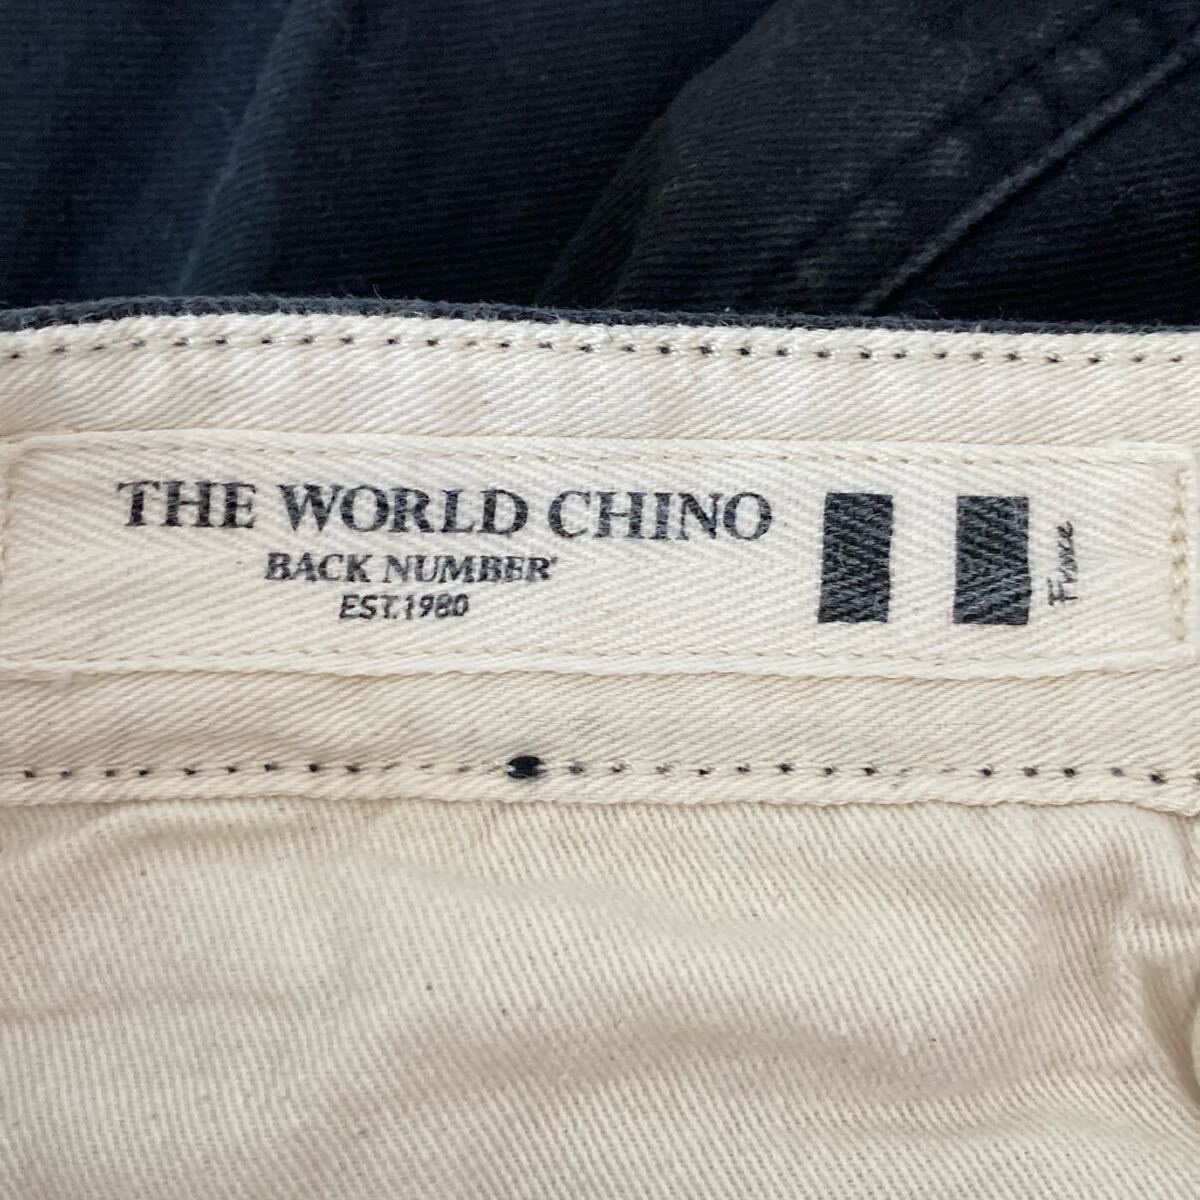 THE WORLD CHINO
BACK NUMBER'
EST.1980
France